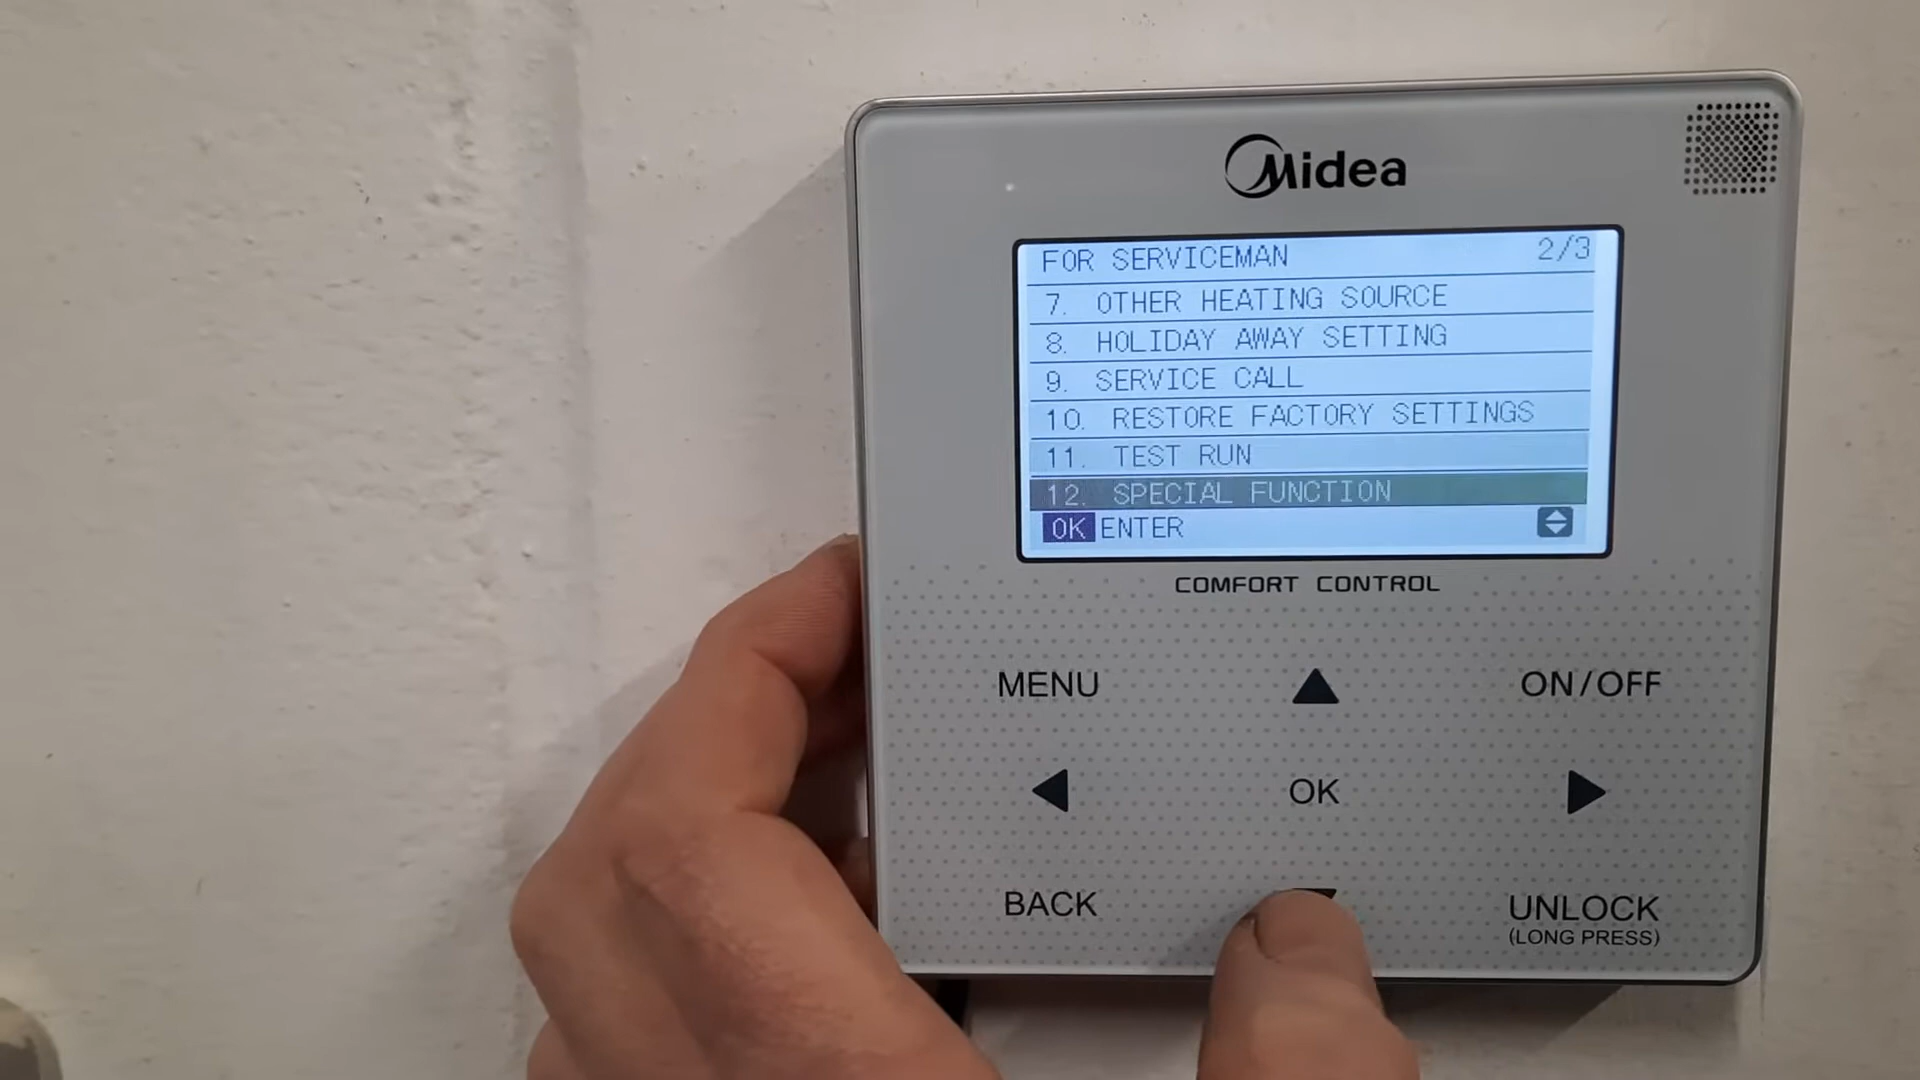 Midea
FOR SERVICEMAN 2/3
7. OTHER HEATING SOURCE
8. HOLIDAY AWAY SETTING
9. SERVICE CALL
10. RESTORE FACTORY SETTINGS
11. TEST RUN
12. SPECIAL FUNCTION
OK ENTER
COMFORT CONTROL
MENU ON/OFF
OK
BACK UNLOCK
(LONG PRESS)